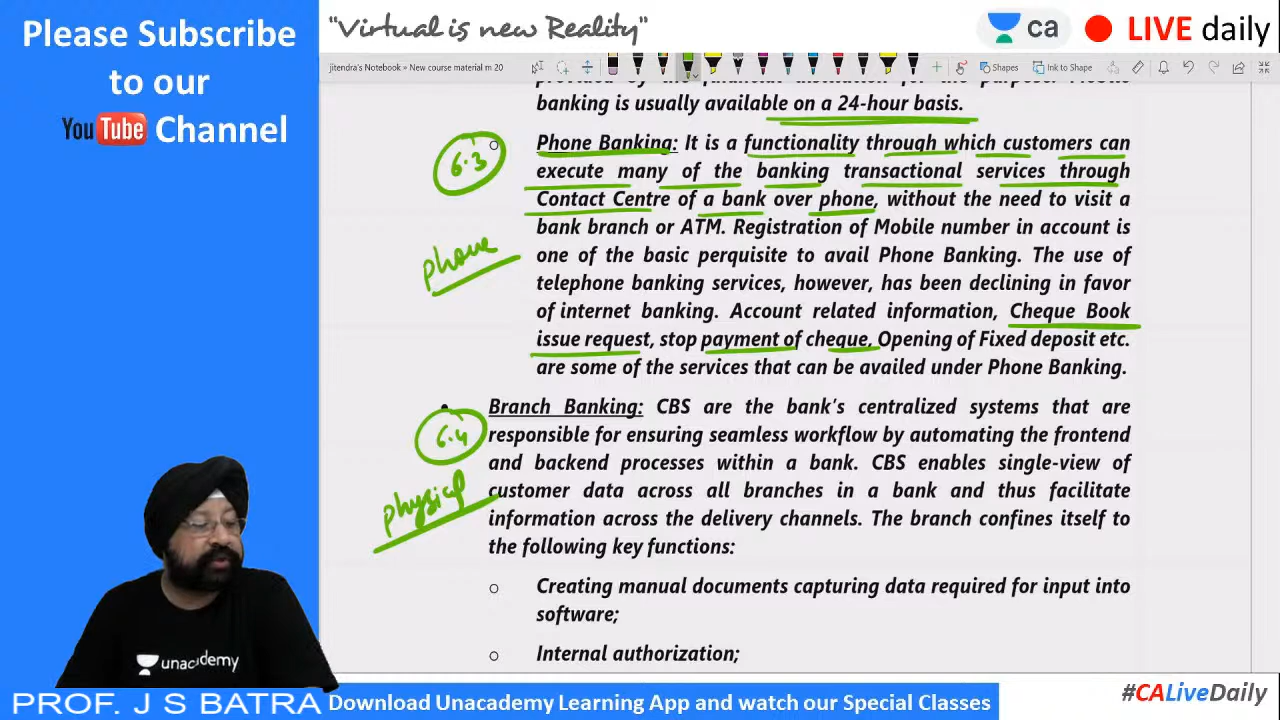 Please Subscribe
to our
YouTube Channel
"Virtual is new Reality"
ca LIVE daily
jitendra's Notebook » New course material m 20
Shapes
Ink to Shape
banking is usually available on a 24-hour basis.
6.3
Phone Banking: It is a functionality through which customers can
execute many of the banking transactional services through
Contact Centre of a bank over phone, without the need to visit a
bank branch or ATM. Registration of Mobile number in account is
phone
one of the basic perquisite to avail Phone Banking. The use of
telephone banking services, however, has been declining in favor
of internet banking. Account related information, Cheque Book
issue request, stop payment of cheque, Opening of Fixed deposit etc.
are some of the services that can be availed under Phone Banking.
6.4
Branch Banking: CBS are the bank's centralized systems that are
responsible for ensuring seamless workflow by automating the frontend
and backend processes within a bank. CBS enables single-view of
physical
customer data across all branches in a bank and thus facilitate
information across the delivery channels. The branch confines itself to
the following key functions:
o Creating manual documents capturing data required for input into
software;
o Internal authorization;
unacademy
PROF. J S BATRA
Download Unacademy Learning App and watch our Special Classes
#CALiveDaily